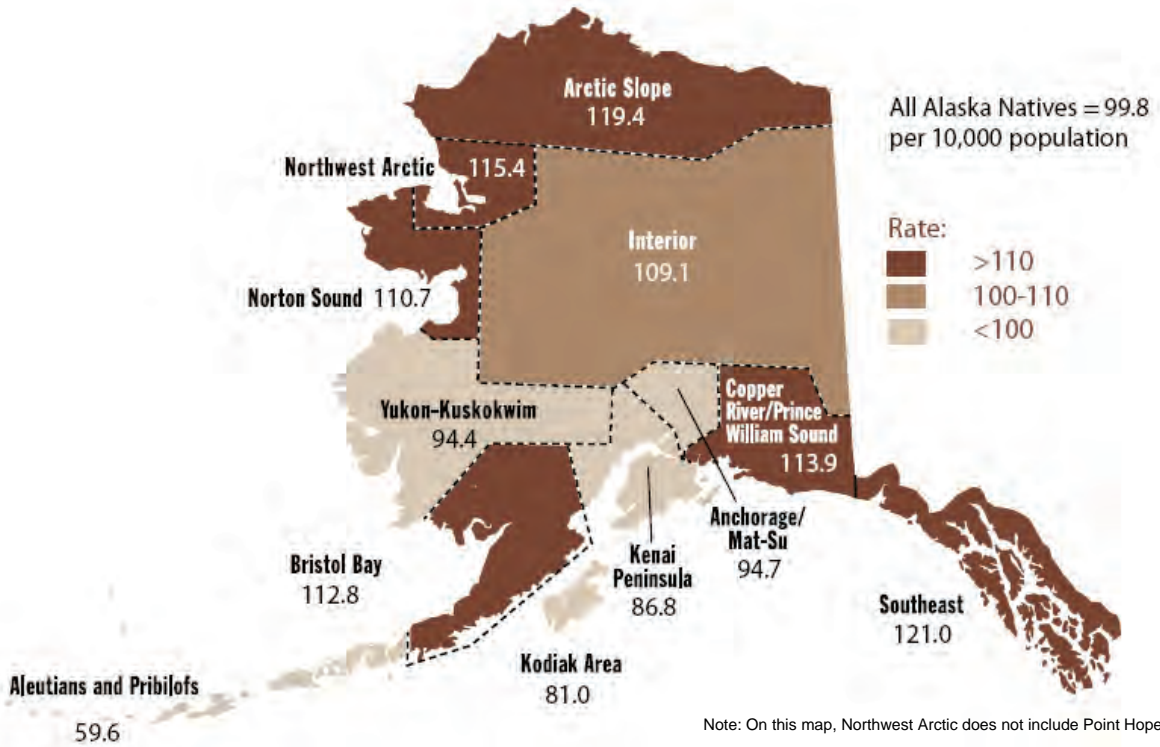 Arctic Slope
119.4
All Alaska Natives = 99.8
per 10,000 population
Northwest Arctic 115.4
Rate:
>110
100-110
<100
Interior
109.1
Norton Sound 110.7
Yukon-Kuskokwim
94.4
Copper
River/Prince
William Sound
113.9
Anchorage/
Mat-Su
94.7
Kenai
Peninsula
86.8
Bristol Bay
112.8
Southeast
121.0
Kodiak Area
81.0
Aleutians and Pribilofs
59.6
Note: On this map, Northwest Arctic does not include Point Hope